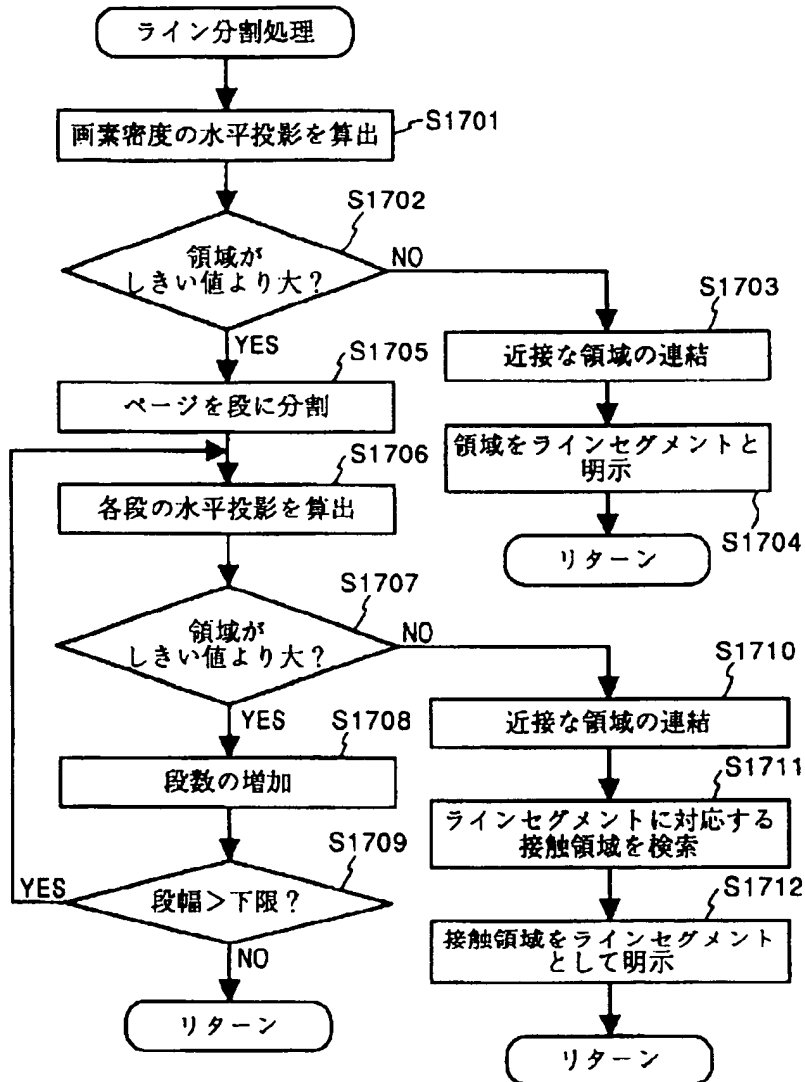 ライン分割処理
画素密度の水平投影を算出
S1701
S1702
領域が
しきい値より大?
NO
YES
S1703
近接な領域の連結
領域をラインセグメントと
明示
S1704
リターン
S1705
ページを段に分割
S1706
各段の水平投影を算出
S1707
領域が
しきい値より大?
NO
YES
S1708
段数の増加
S1709
段幅>下限?
YES
NO
リターン
S1710
近接な領域の連結
S1711
ラインセグメントに対応する
接触領域を検索
S1712
接触領域をラインセグメント
として明示
リターン